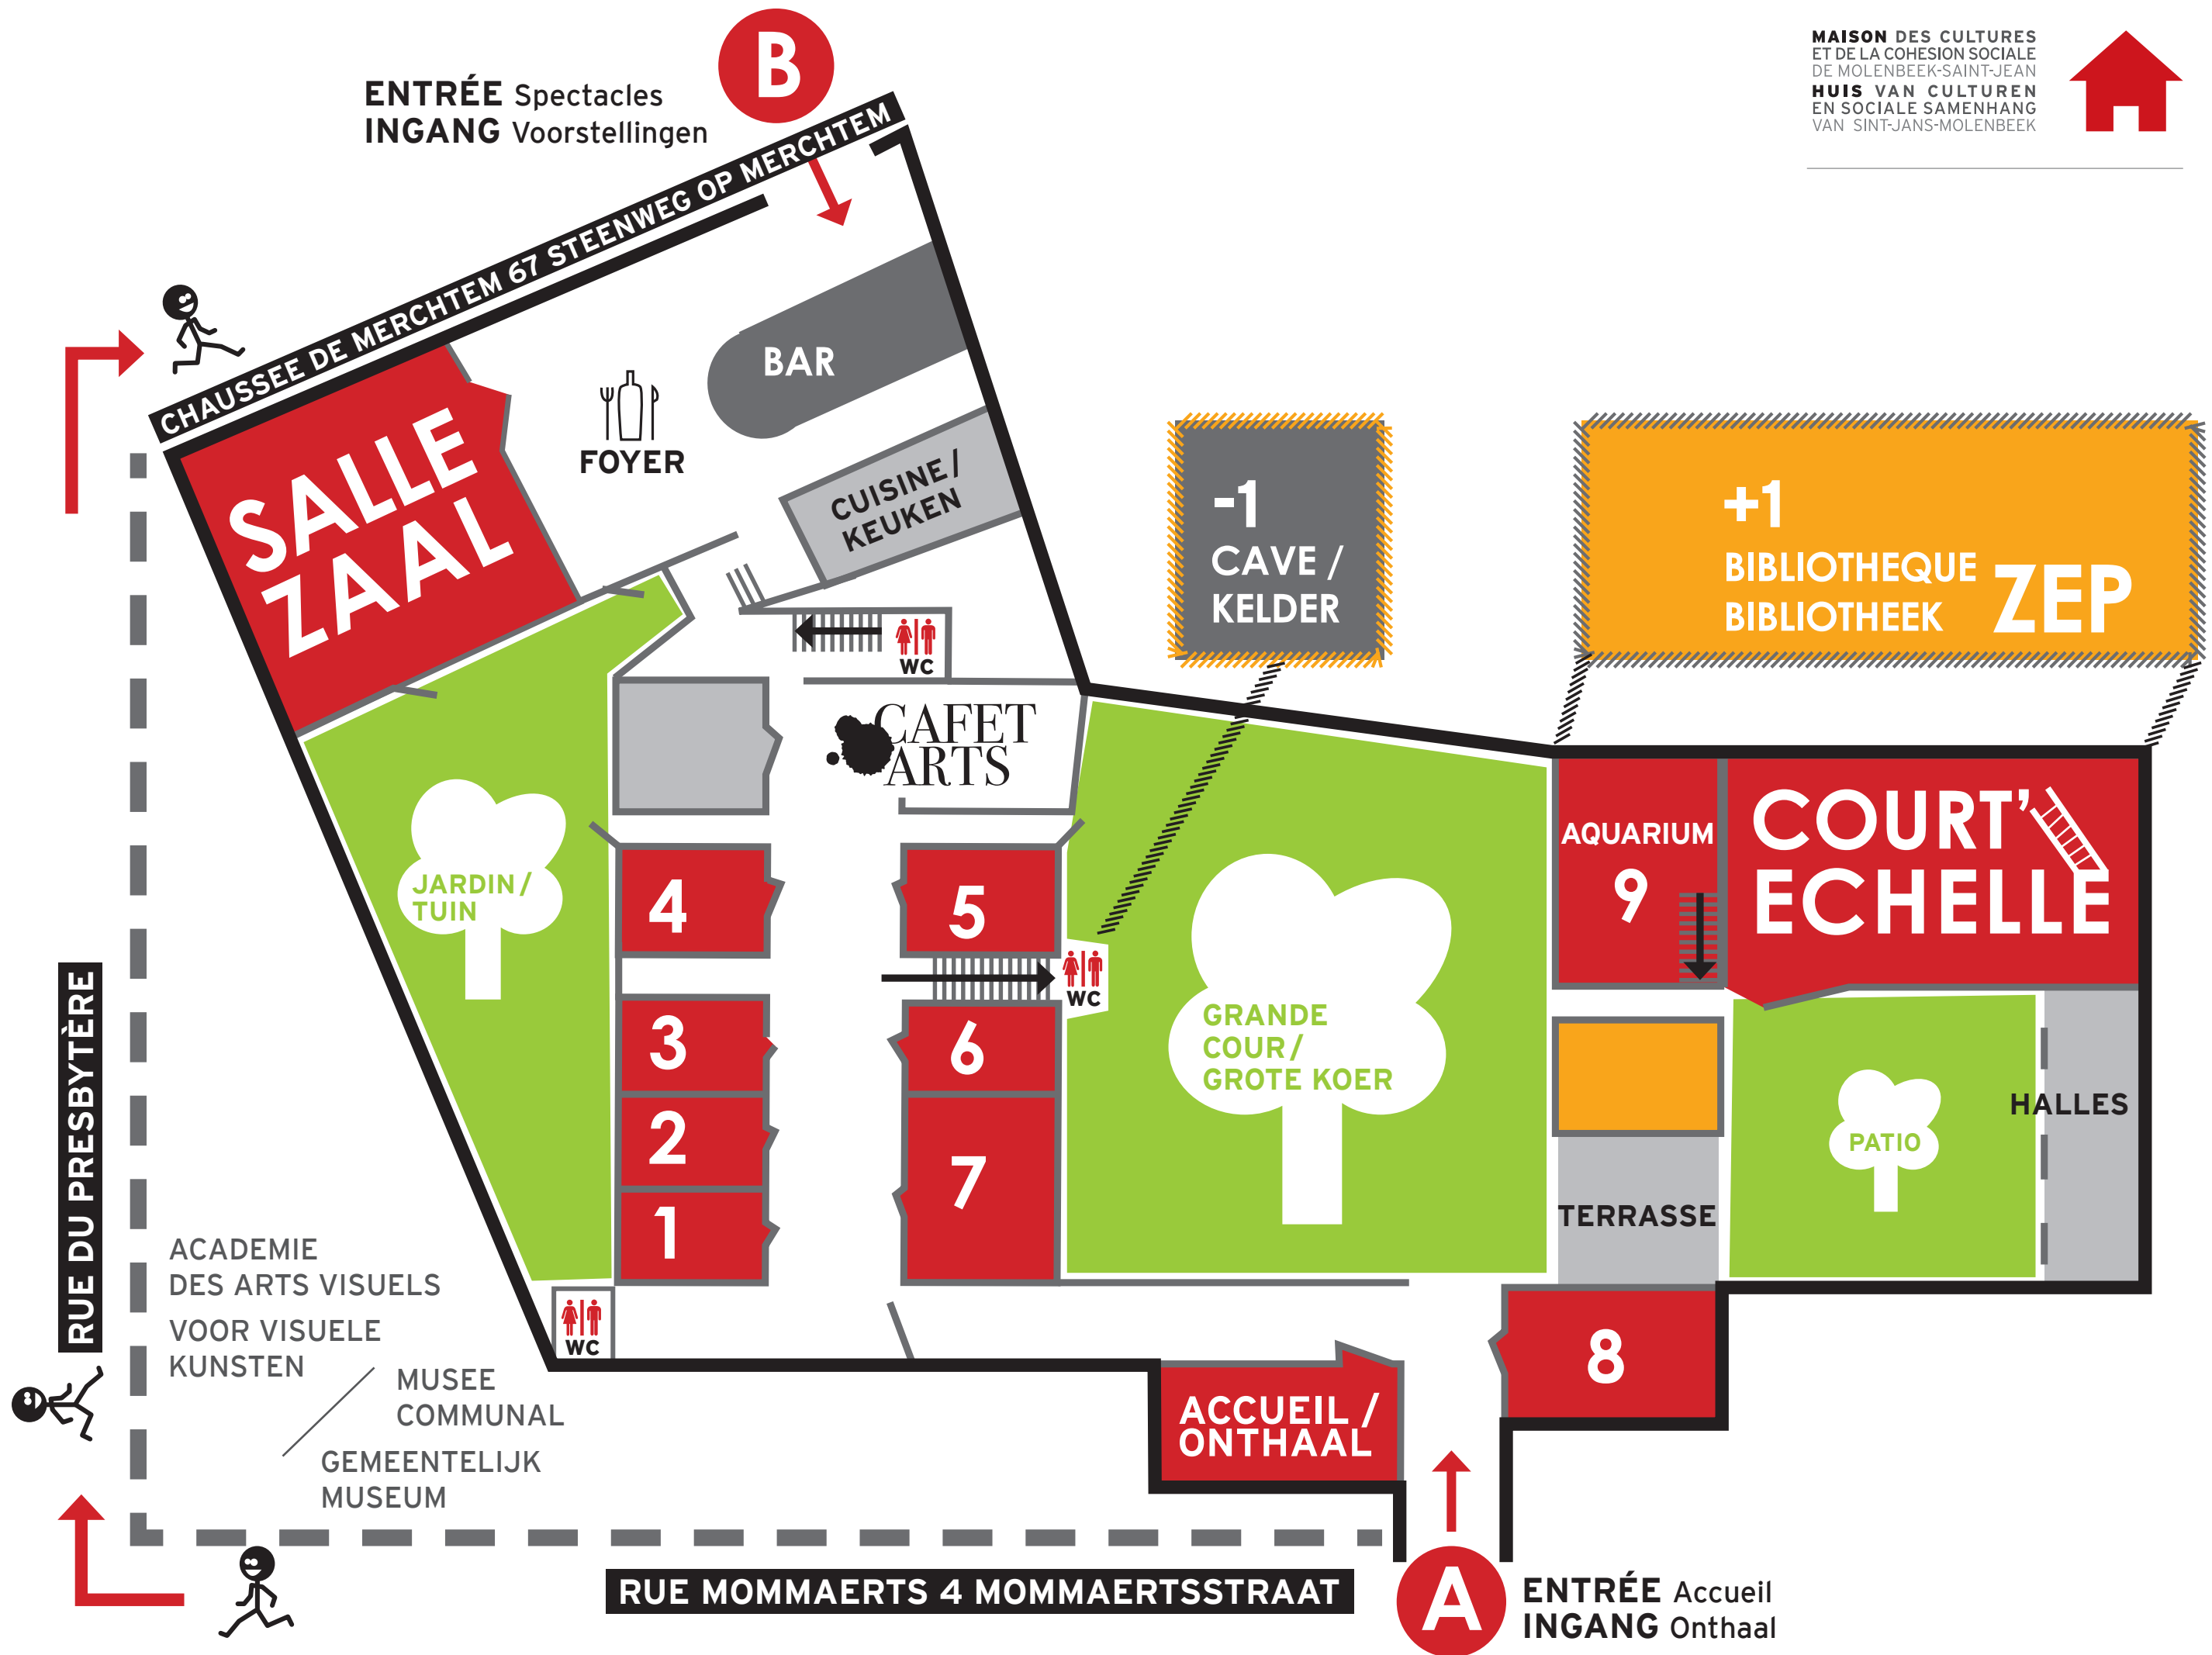 MAISON DES CULTURES
ET DE LA COHESION SOCIALE
DE MOLENBEEK-SAINT-JEAN
HUIS VAN CULTUREN
EN SOCIALE SAMENHANG
VAN SINT-JANS-MOLENBEEK
B
ENTRÉE Spectacles
INGANG Voorstellingen
CHAUSSEE DE MERCHTEM 67 STEENWEG OP MERCHTEM
SALLE
ZAAL
FOYER
BAR
CUISINE /
KEUKEN
-1
CAVE /
KELDER
+1
BIBLIOTHEQUE
BIBLIOTHEEK
ZEP
WC
CAFET
ARTS
JARDIN /
TUIN
4
3
2
1
5
6
7
WC
GRANDE
COUR /
GROTE KOER
AQUARIUM
9
COURT'
ECHELLE
HALLES
PATIO
TERRASSE
8
WC
ACCUEIL /
ONTHAAL
RUE DU PRESBYTÈRE
ACADEMIE
DES ARTS VISUELS
VOOR VISUELE
KUNSTEN
MUSEE
COMMUNAL
GEMEENTELIJK
MUSEUM
RUE MOMMAERTS 4 MOMMAERTSSTRAAT
A
ENTRÉE Accueil
INGANG Onthaal